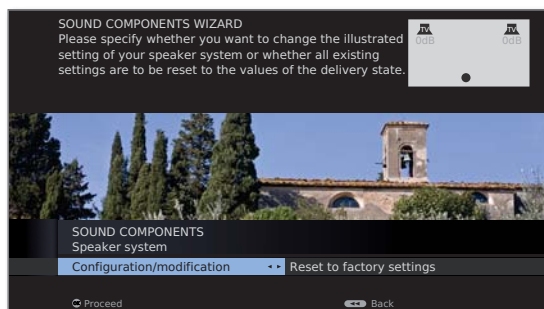 SOUND COMPONENTS WIZARD
Please specify whether you want to change the illustrated
setting of your speaker system or whether all existing
settings are to be reset to the values of the delivery state.
TV TV
0dB 0dB
SOUND COMPONENTS
Speaker system
Configuration/modification Reset to factory settings
OK Proceed Back